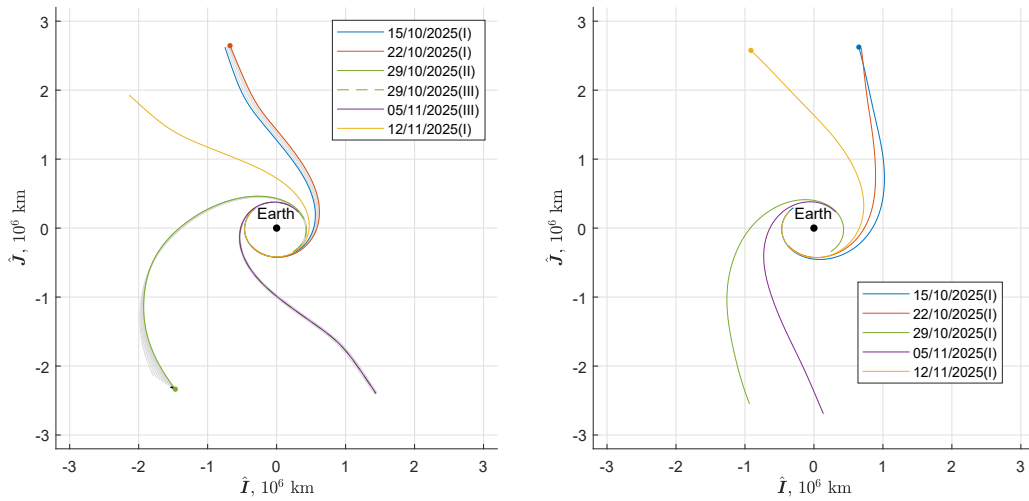 3
2
1
0
-1
-2
-3
-3
-2
-1
0
1
2
3
Ĵ, 10⁶ km
Î, 10⁶ km
Earth
15/10/2025(I)
22/10/2025(I)
29/10/2025(II)
29/10/2025(III)
05/11/2025(III)
12/11/2025(I)
3
2
1
0
-1
-2
-3
-3
-2
-1
0
1
2
3
Ĵ, 10⁶ km
Î, 10⁶ km
Earth
15/10/2025(I)
22/10/2025(I)
29/10/2025(I)
05/11/2025(I)
12/11/2025(I)